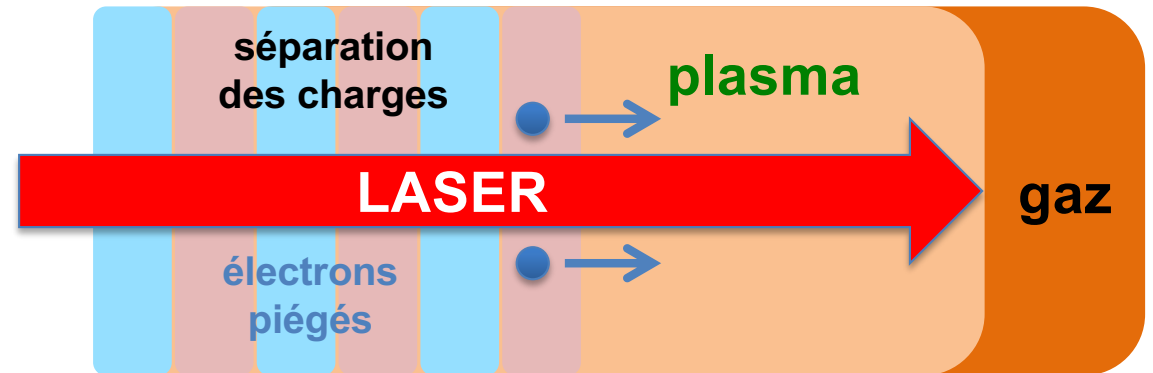 séparation
des charges
plasma
LASER
gaz
électrons
piégés